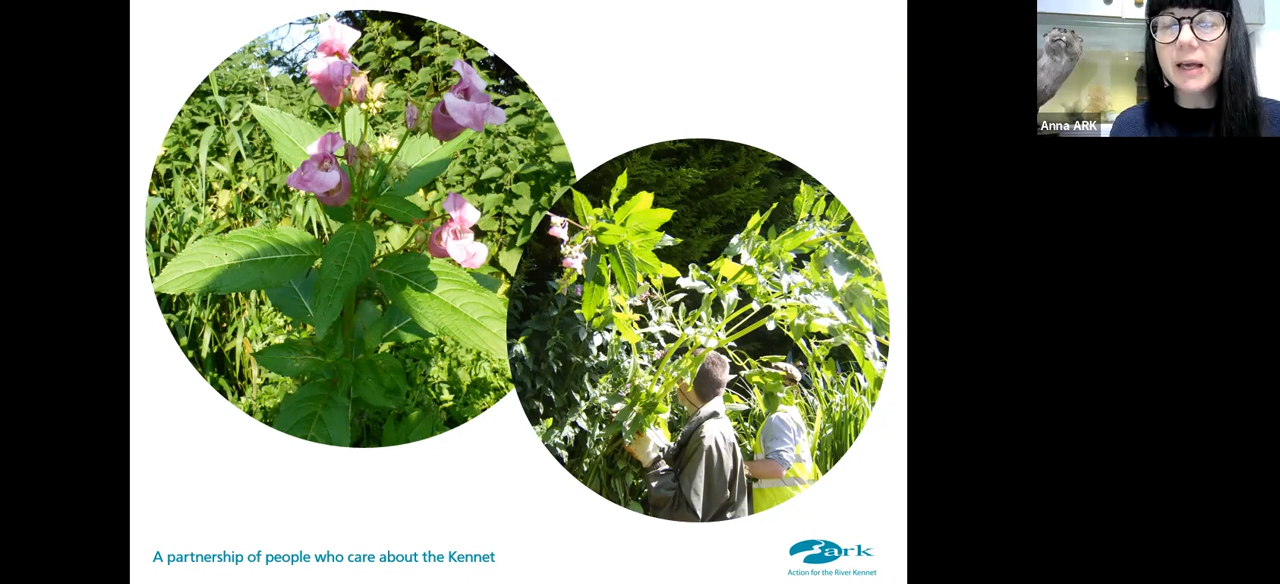 Anna ARK
A partnership of people who care about the Kennet
ark
Action for the River Kennet